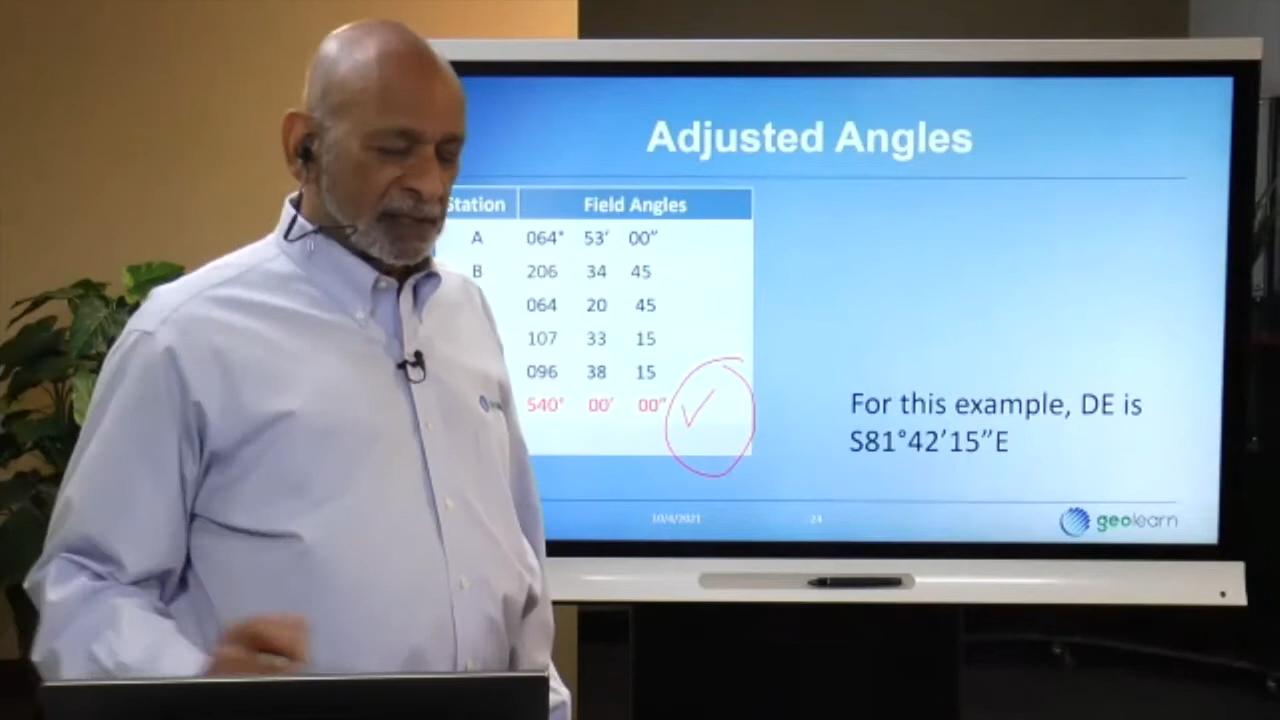 Adjusted Angles
Station Field Angles
A 064° 53′ 00″
B 206 34 45
064 20 45
107 33 15
096 38 15
540° 00′ 00″
For this example, DE is
S81°42′15″E
10/4/2021 24
geolearn